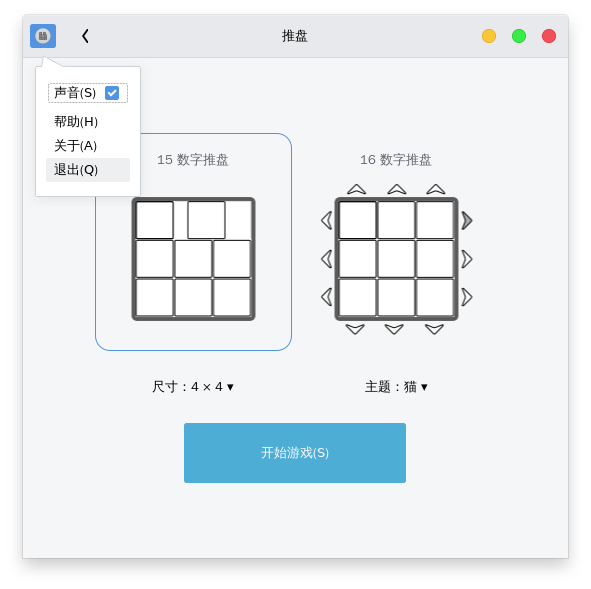 推盘
声音(S)
帮助(H)
关于(A)
退出(Q)
15 数字推盘
16 数字推盘
尺寸：4 × 4 ▾
主题：猫 ▾
开始游戏(S)